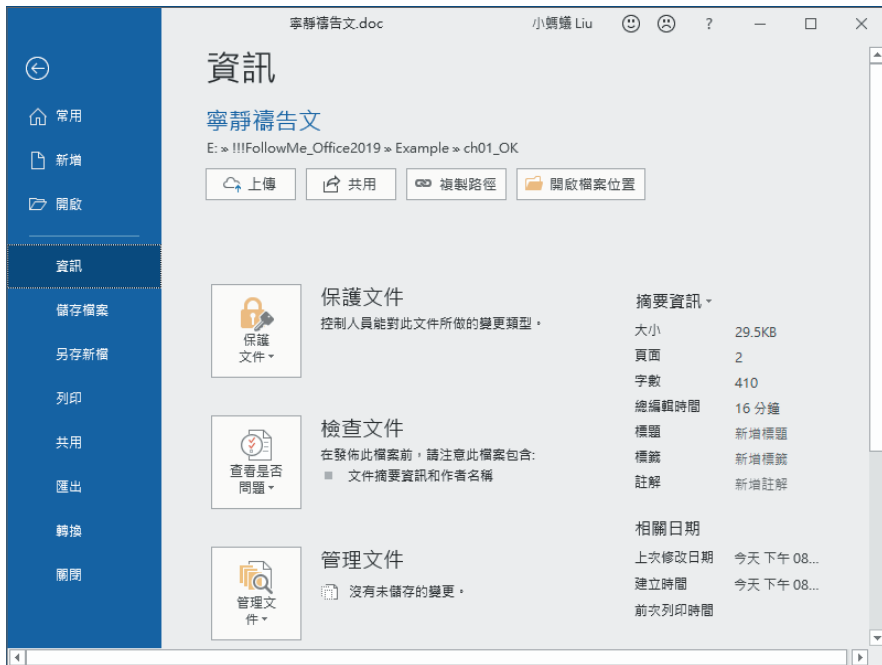 寧靜禱告文.doc
小螞蟻 Liu
?
常用
新增
開啟
資訊
儲存檔案
另存新檔
列印
共用
匯出
轉換
關閉
資訊
寧靜禱告文
E: » !!!FollowMe_Office2019 » Example » ch01_OK
上傳
共用
複製路徑
開啟檔案位置
保護
文件
保護文件
控制人員能對此文件所做的變更類型。
查看是否
問題
檢查文件
在發佈此檔案前，請注意此檔案包含:
文件摘要資訊和作者名稱
管理文
件
管理文件
沒有未儲存的變更。
摘要資訊
大小 29.5KB
頁面 2
字數 410
總編輯時間 16 分鐘
標題 新增標題
標籤 新增標籤
註解 新增註解
相關日期
上次修改日期 今天 下午 08...
建立時間 今天 下午 08...
前次列印時間